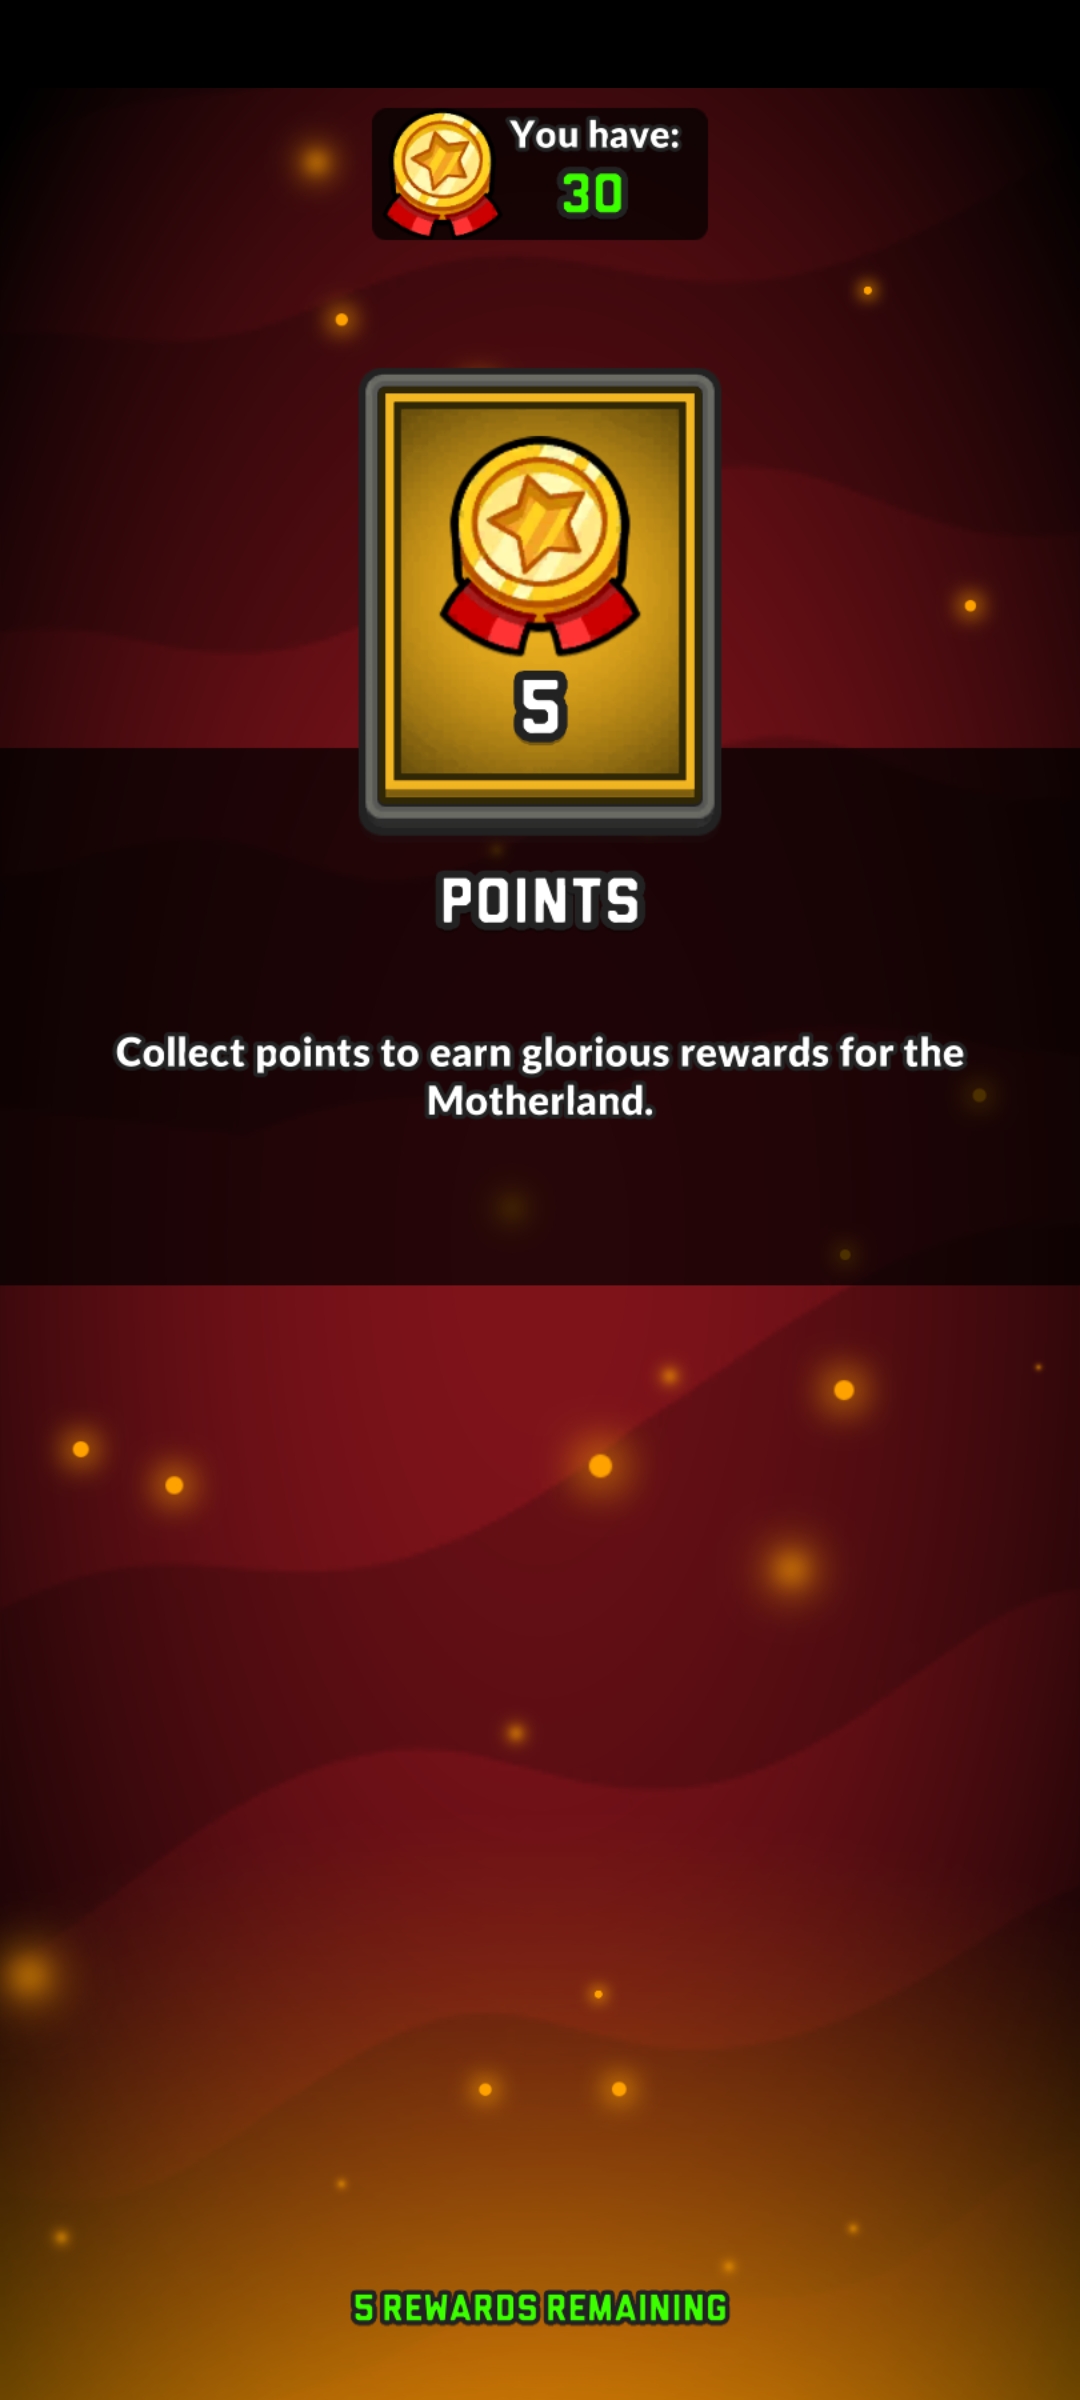 You have:
30
5
POINTS
Collect points to earn glorious rewards for the
Motherland.
5 REWARDS REMAINING